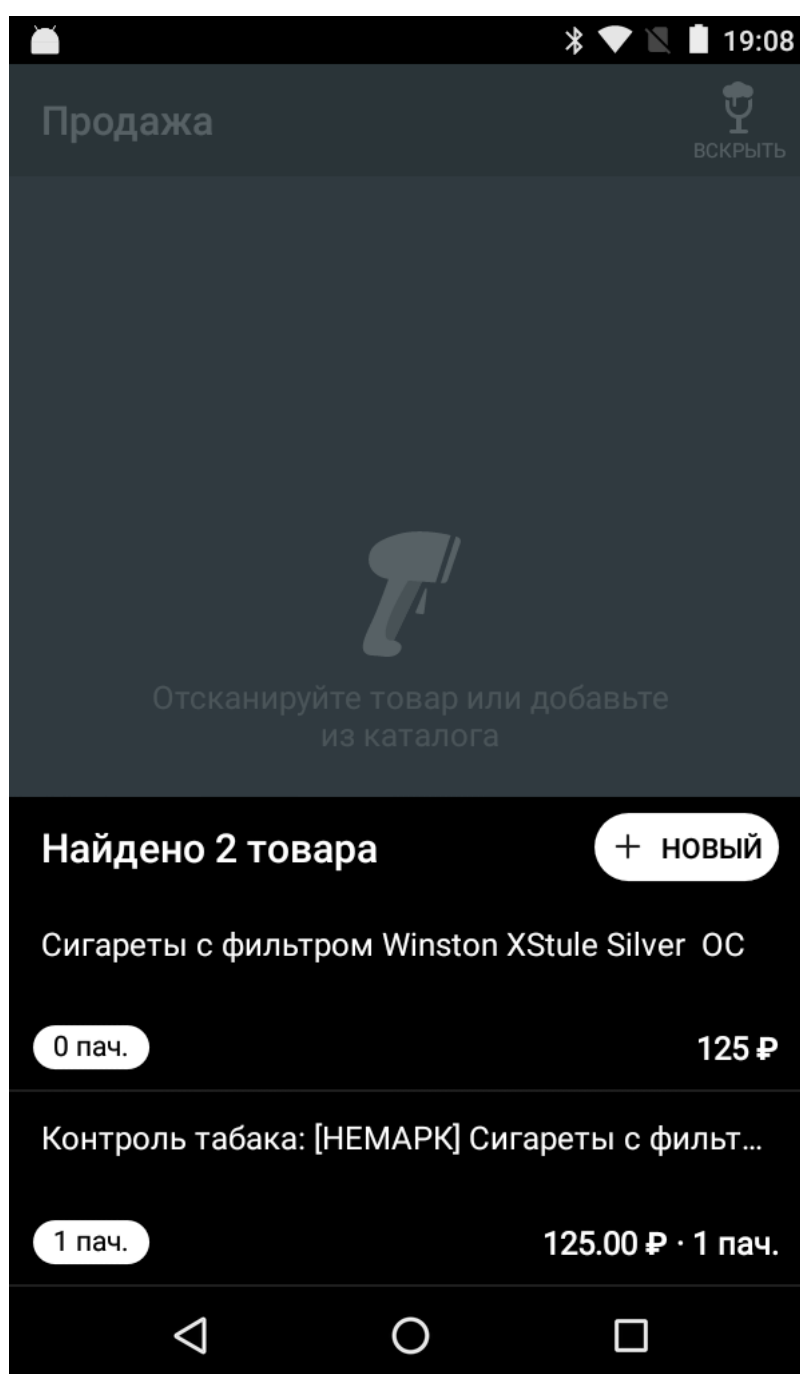 19:08
Продажа
ВСКРЫТЬ
Отсканируйте товар или добавьте
из каталога
Найдено 2 товара
+ НОВЫЙ
Сигареты с фильтром Winston XStule Silver ОС
0 пач.
125 ₽
Контроль табака: [НЕМАРК] Сигареты с фильт...
1 пач.
125.00 ₽ · 1 пач.